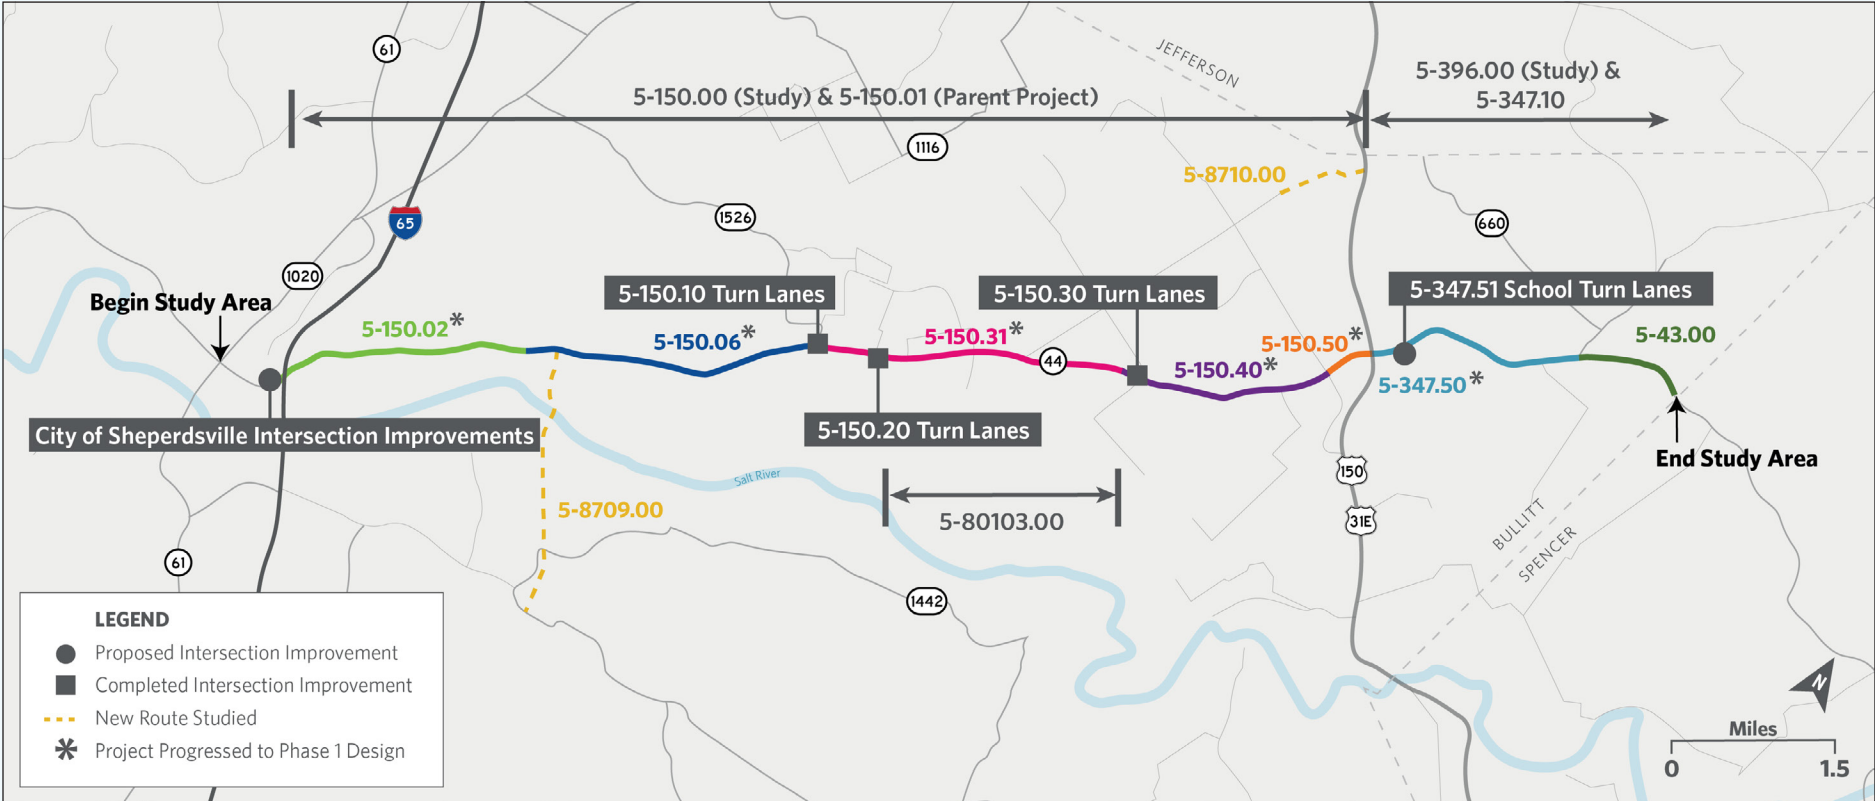 61
JEFFERSON
5-396.00 (Study) &
5-347.10
5-150.00 (Study) & 5-150.01 (Parent Project)
1116
5-8710.00
65
1526
660
1020
Begin Study Area
5-150.10 Turn Lanes
5-150.30 Turn Lanes
5-347.51 School Turn Lanes
5-150.02*
5-150.06*
5-150.31*
44
5-150.50*
5-43.00
5-150.40*
5-347.50*
City of Sheperdsville Intersection Improvements
5-150.20 Turn Lanes
End Study Area
150
Salt River
5-8709.00
5-80103.00
31E
BULLITT
SPENCER
61
1442
LEGEND
Proposed Intersection Improvement
Completed Intersection Improvement
New Route Studied
* Project Progressed to Phase 1 Design
N
Miles
0 1.5